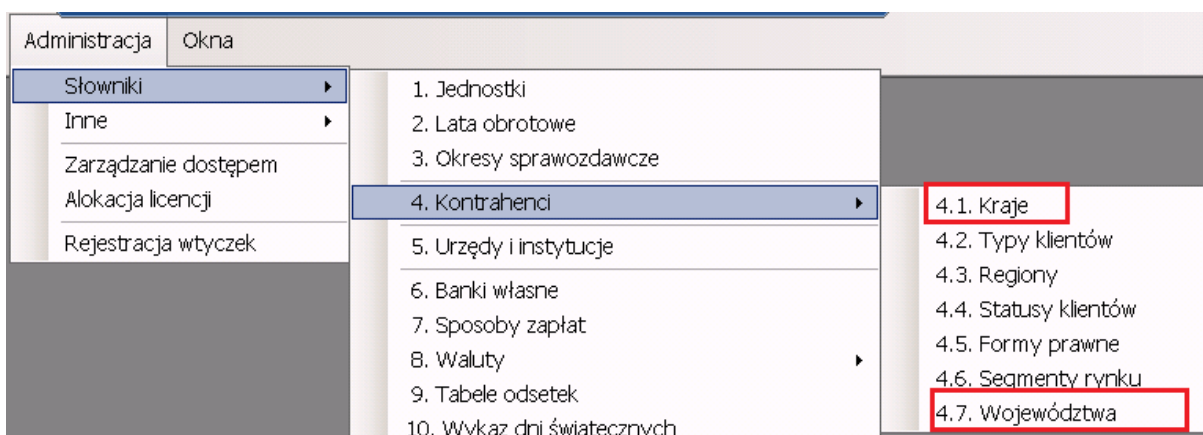 Administracja Okna
Słowniki
Inne
Zarządzanie dostępem
Alokacja licencji
Rejestracja wtyczek
1. Jednostki
2. Lata obrotowe
3. Okresy sprawozdawcze
4. Kontrahenci
5. Urzędy i instytucje
6. Banki własne
7. Sposoby zapłat
8. Waluty
9. Tabele odsetek
10. Wykaz dni świątecznych
4.1. Kraje
4.2. Typy klientów
4.3. Regiony
4.4. Statusy klientów
4.5. Formy prawne
4.6. Segmenty rynku
4.7. Województwa